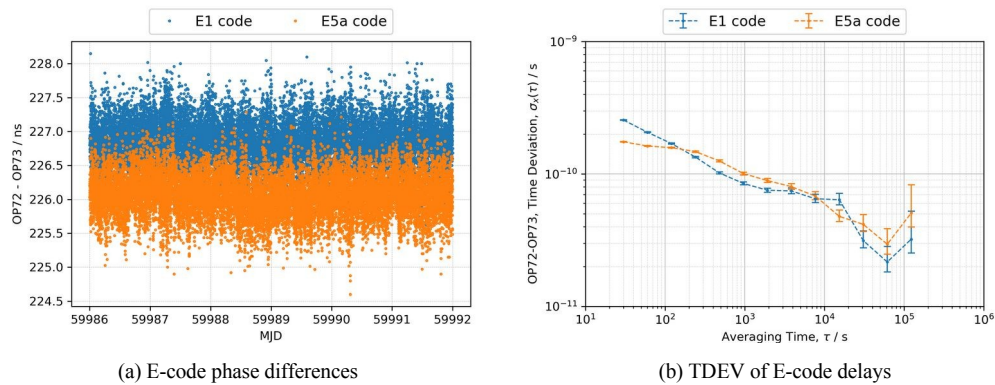 E1 code E5a code
228.0
227.5
227.0
226.5
226.0
225.5
225.0
224.5
OP72 - OP73 / ns
59986 59987 59988 59989 59990 59991 59992
MJD
(a) E-code phase differences
E1 code E5a code
10⁻⁹
10⁻¹⁰
10⁻¹¹
OP72-OP73, Time Deviation, σₓ(τ) / s
10¹ 10² 10³ 10⁴ 10⁵ 10⁶
Averaging Time, τ / s
(b) TDEV of E-code delays